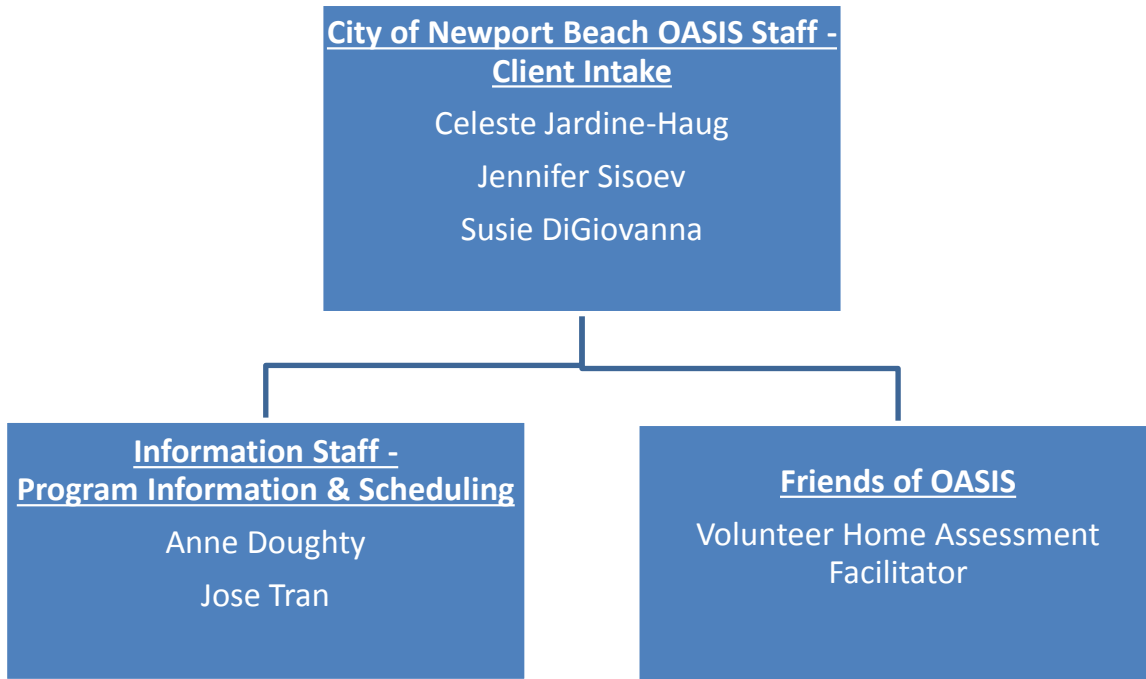 City of Newport Beach OASIS Staff -
Client Intake
Celeste Jardine-Haug
Jennifer Sisoev
Susie DiGiovanna
Information Staff -
Program Information & Scheduling
Anne Doughty
Jose Tran
Friends of OASIS
Volunteer Home Assessment
Facilitator